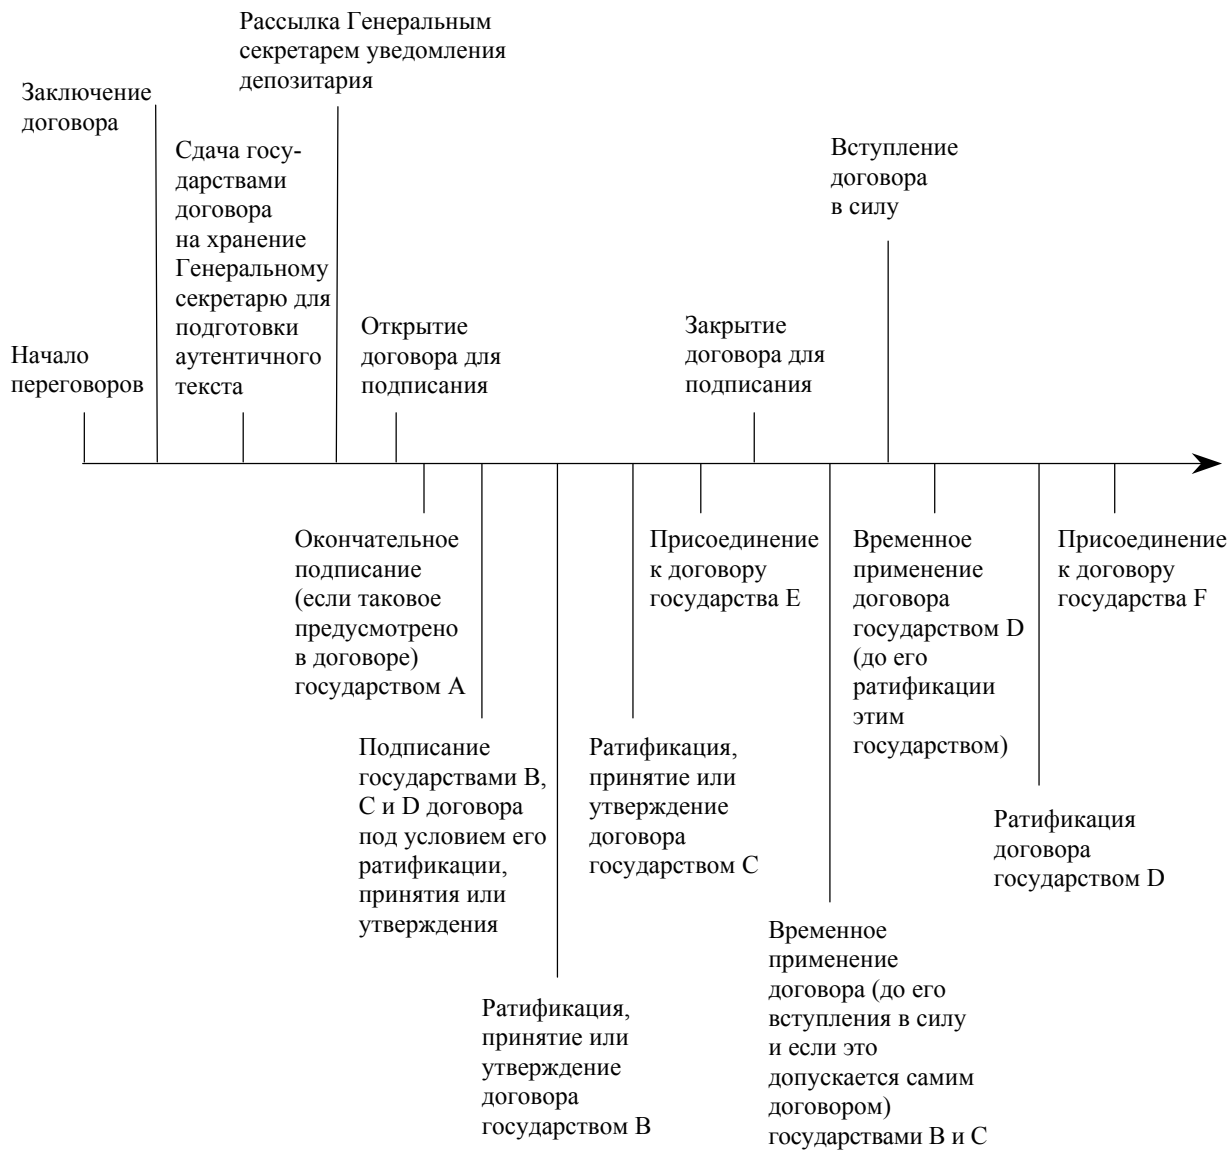 Рассылка Генеральным
секретарем уведомления
депозитария
Заключение
договора
Сдача госу-
дарствами
договора
на хранение
Генеральному
секретарю для
подготовки
аутентичного
текста
Вступление
договора
в силу
Начало
переговоров
Открытие
договора для
подписания
Закрытие
договора для
подписания
Окончательное
подписание
(если таковое
предусмотрено
в договоре)
государством A
Присоединение
к договору
государства E
Временное
применение
договора
государством D
(до его
ратификации
этим
государством)
Присоединение
к договору
государства F
Подписание
государствами B,
C и D договора
под условием его
ратификации,
принятия или
утверждения
Ратификация,
принятие или
утверждение
договора
государством C
Ратификация
договора
государством D
Временное
применение
договора (до его
вступления в силу
и если это
допускается самим
договором)
государствами B и C
Ратификация,
принятие или
утверждение
договора
государством B